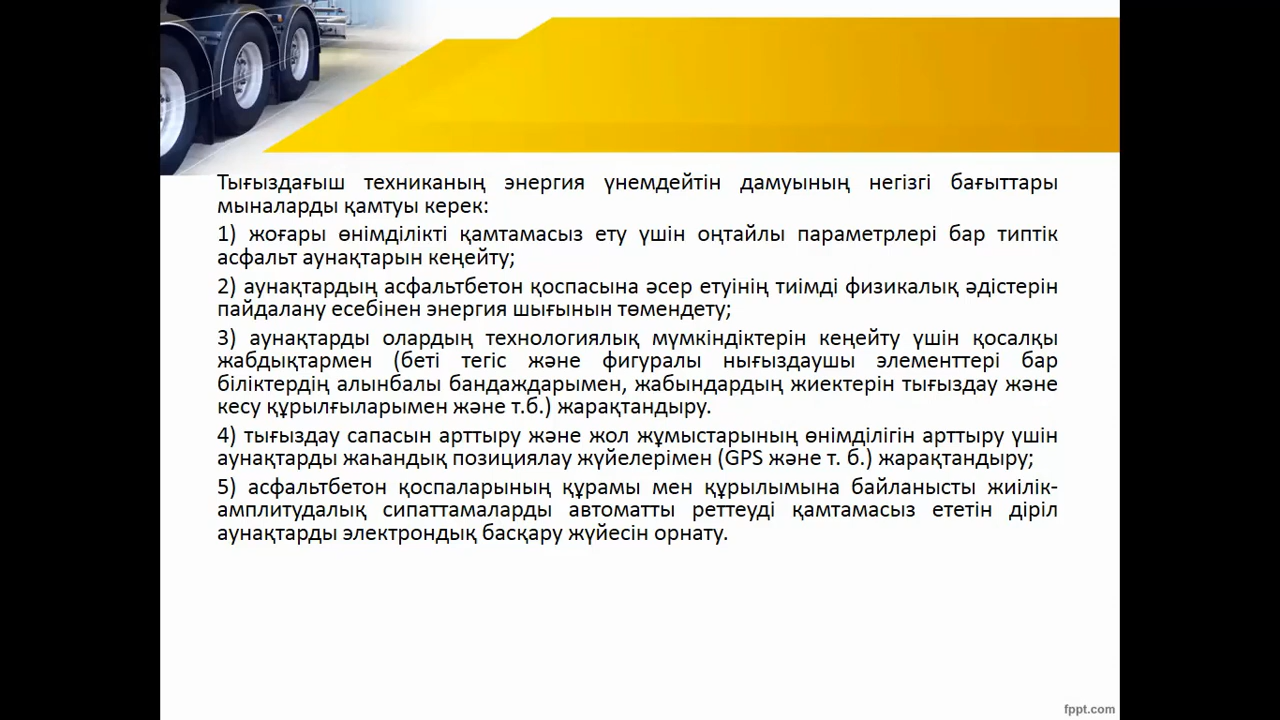 Тығыздағыш техниканың энергия үнемдейтін дамуының негізгі бағыттары
мыналарды қамтуы керек:
1) жоғары өнімділікті қамтамасыз ету үшін оңтайлы параметрлері бар типтік
асфальт аунақтарын кеңейту;
2) аунақтардың асфальтбетон қоспасына әсер етуінің тиімді физикалық әдістерін
пайдалану есебінен энергия шығынын төмендету;
3) аунақтарды олардың технологиялық мүмкіндіктерін кеңейту үшін қосалқы
жабдықтармен (беті тегіс және фигуралы нығыздаушы элементтері бар
біліктердің алынбалы бандаждарымен, жабындардың жиектерін тығыздау және
кесу құрылғыларымен және т.б.) жарақтандыру.
4) тығыздау сапасын арттыру және жол жұмыстарының өнімділігін арттыру үшін
аунақтарды жаһандық позициялау жүйелерімен (GPS және т. б.) жарақтандыру;
5) асфальтбетон қоспаларының құрамы мен құрылымына байланысты жиілік-
амплитудалық сипаттамаларды автоматты реттеуді қамтамасыз ететін діріл
аунақтарды электрондық басқару жүйесін орнату.
fppt.com